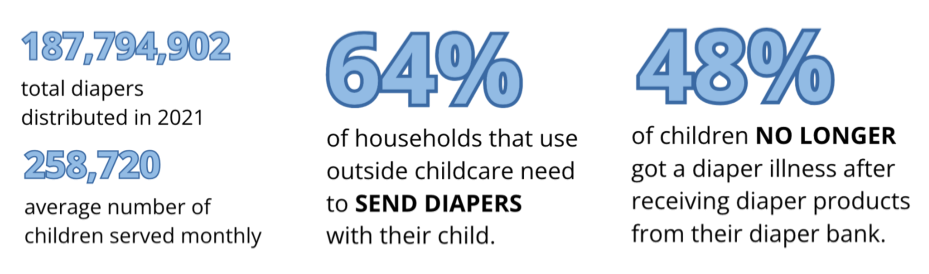 187,794,902
total diapers
distributed in 2021
258,720
average number of
children served monthly
64%
of households that use
outside childcare need
to SEND DIAPERS
with their child.
48%
of children NO LONGER
got a diaper illness after
receiving diaper products
from their diaper bank.